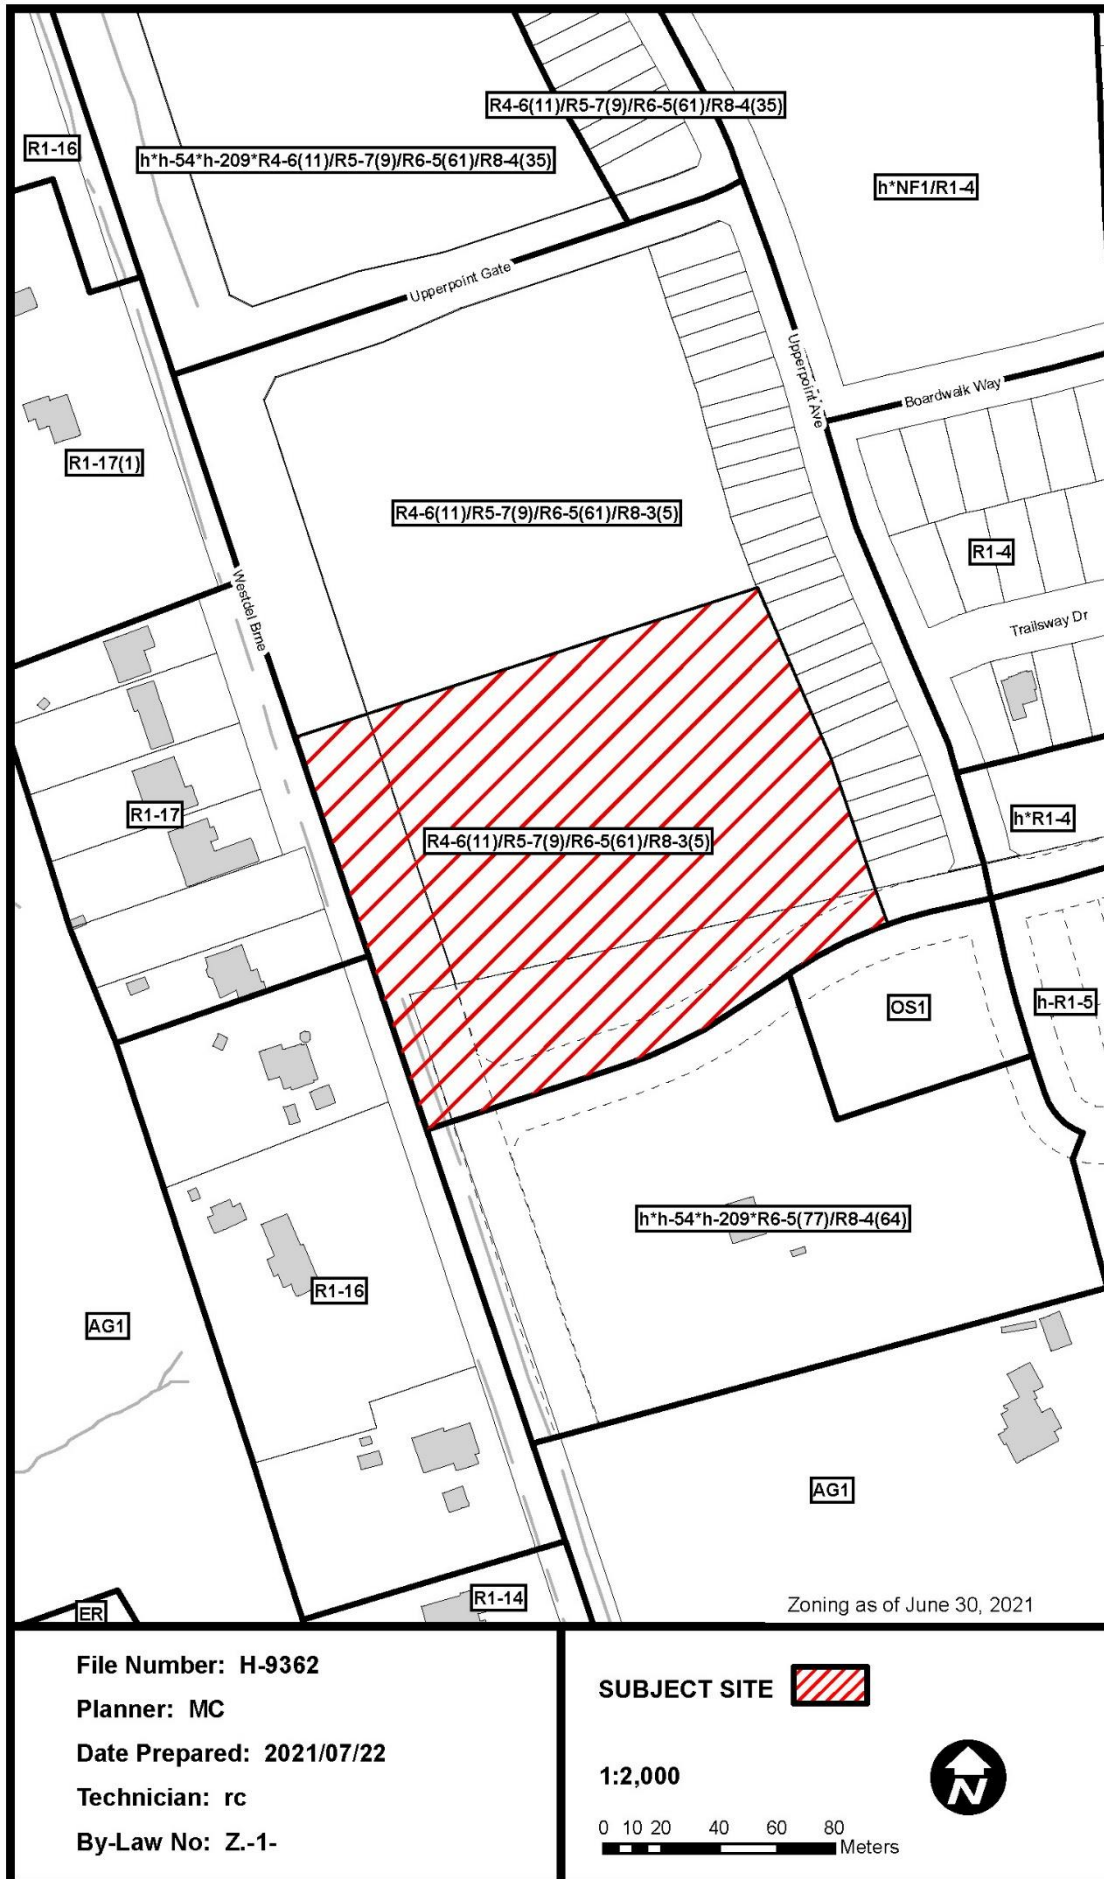 R4-6(11)/R5-7(9)/R6-5(61)/R8-4(35)
R1-16
h*h-54*h-209*R4-6(11)/R5-7(9)/R6-5(61)/R8-4(35)
h*NF1/R1-4
Upperpoint Gate
Upperpoint Ave
Boardwalk Way
R1-17(1)
R4-6(11)/R5-7(9)/R6-5(61)/R8-3(5)
R1-4
Westdel Brne
Trailsway Dr
R1-17
R4-6(11)/R5-7(9)/R6-5(61)/R8-3(5)
h*R1-4
OS1
h-R1-5
h*h-54*h-209*R6-5(77)/R8-4(64)
R1-16
AG1
AG1
R1-14
ER
Zoning as of June 30, 2021
File Number: H-9362
Planner: MC
Date Prepared: 2021/07/22
Technician: rc
By-Law No: Z.-1-
SUBJECT SITE
1:2,000
N
0 10 20 40 60 80
Meters